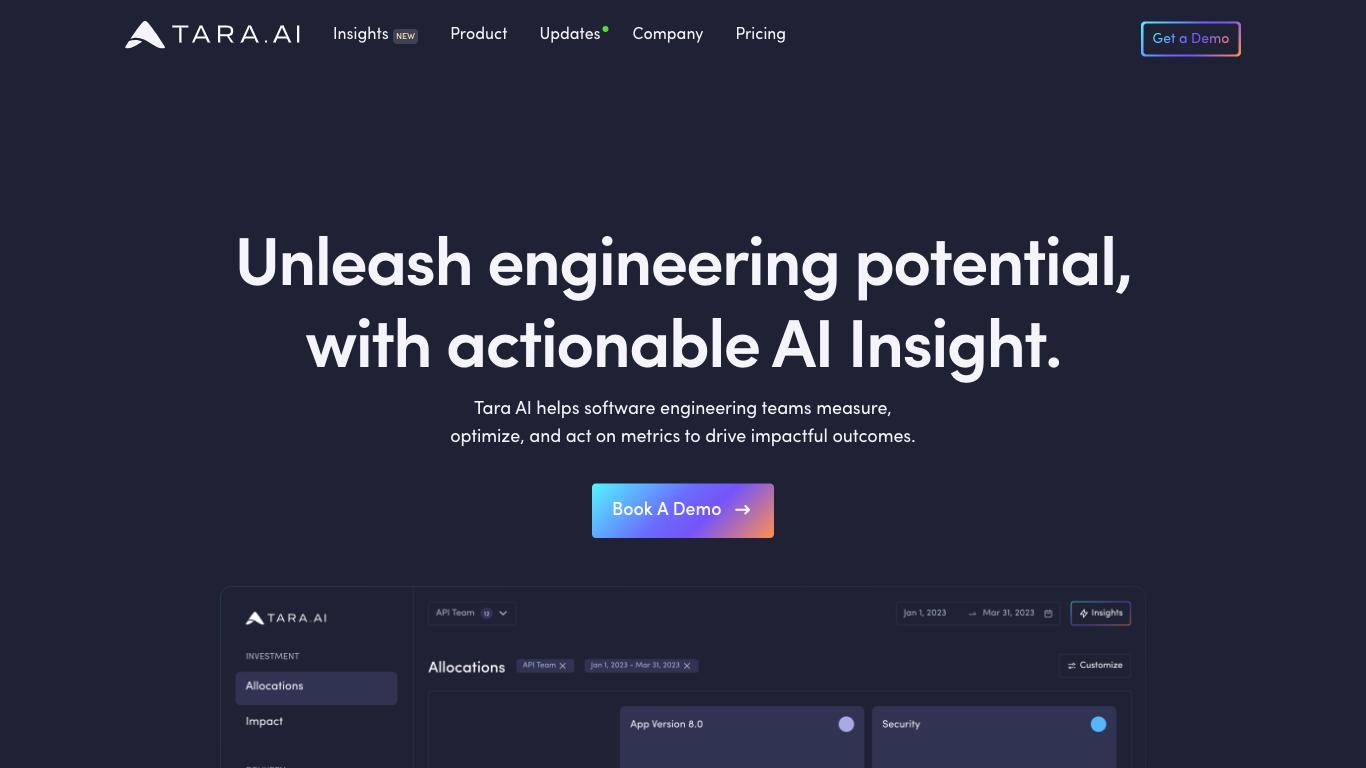 TARA.AI
Insights NEW
Product
Updates
Company
Pricing
Get a Demo
Unleash engineering potential,
with actionable AI Insight.
Tara AI helps software engineering teams measure,
optimize, and act on metrics to drive impactful outcomes.
Book A Demo →
TARA.AI
INVESTMENT
Allocations
Impact
API Team 12
Jan 1, 2023 → Mar 31, 2023
Insights
Allocations
API Team ×
Jan 1, 2023 - Mar 31, 2023 ×
Customize
App Version 8.0
Security